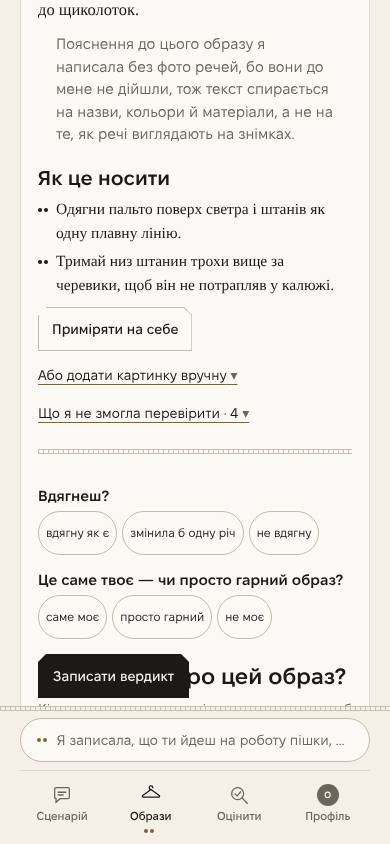 до щиколоток.
Пояснення до цього образу я
написала без фото речей, бо вони до
мене не дійшли, тож текст спирається
на назви, кольори й матеріали, а не на
те, як речі виглядають на знімках.
Як це носити
Одягни пальто поверх светра і штанів як
одну плавну лінію.
Тримай низ штанин трохи вище за
черевики, щоб він не потрапляв у калюжі.
Приміряти на себе
Або додати картинку вручну ▾
Що я не змогла перевірити · 4 ▾
Вдягнеш?
вдягну як є змінила б одну річ не вдягну
Це саме твоє — чи просто гарний образ?
саме моє просто гарний не моє
Записати вердикт ро цей образ?
Я записала, що ти йдеш на роботу пішки, ...
Сценарій Образи Оцінити О Профіль